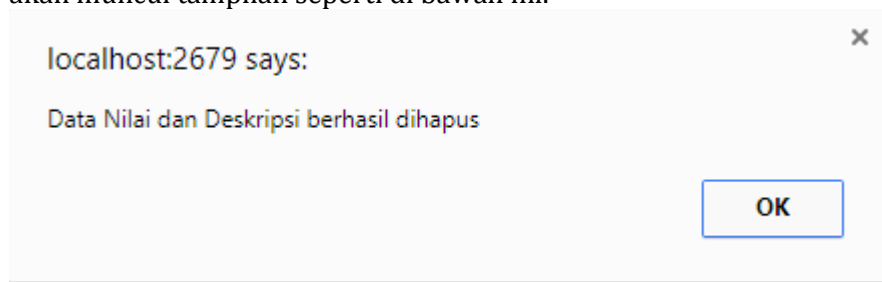 akan muncul tampilan seperti di bawah ini.
localhost:2679 says:
Data Nilai dan Deskripsi berhasil dihapus
OK